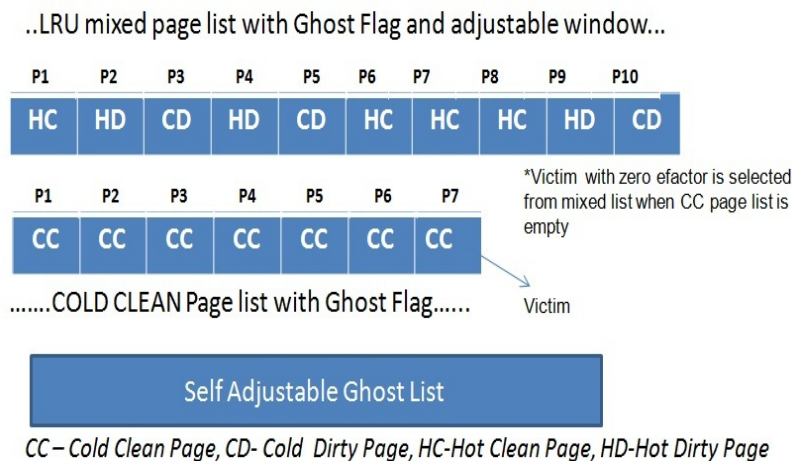 ..LRU mixed page list with Ghost Flag and adjustable window...
P1 P2 P3 P4 P5 P6 P7 P8 P9 P10
HC HD CD HD CD HC HC HC HD CD
*Victim with zero efactor is selected
from mixed list when CC page list is
empty
P1 P2 P3 P4 P5 P6 P7
CC CC CC CC CC CC CC
Victim
.......COLD CLEAN Page list with Ghost Flag......
Self Adjustable Ghost List
CC – Cold Clean Page, CD- Cold Dirty Page, HC-Hot Clean Page, HD-Hot Dirty Page